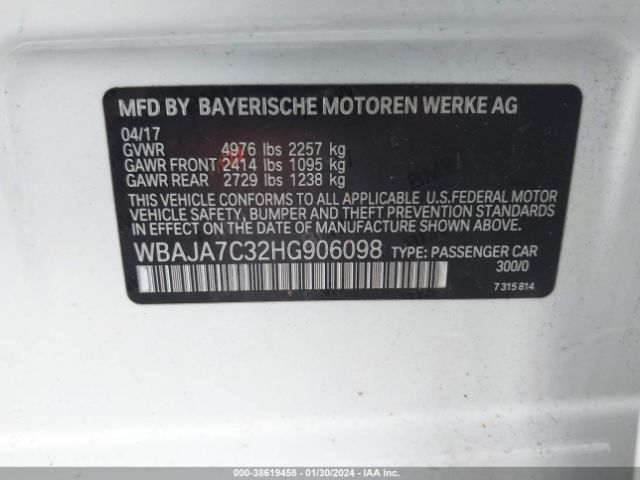 MFD BY BAYERISCHE MOTOREN WERKE AG
04/17
GVWR 4976 lbs 2257 kg
GAWR FRONT 2414 lbs 1095 kg
GAWR REAR 2729 lbs 1238 kg
THIS VEHICLE CONFORMS TO ALL APPLICABLE U.S.FEDERAL MOTOR
VEHICLE SAFETY, BUMPER AND THEFT PREVENTION STANDARDS
IN EFFECT ON THE DATE OF MANUFACTURE SHOWN ABOVE.
WBAJA7C32HG906098 TYPE: PASSENGER CAR
300/0
7 315 814
000-38619458 - 01/30/2024 - IAA Inc.